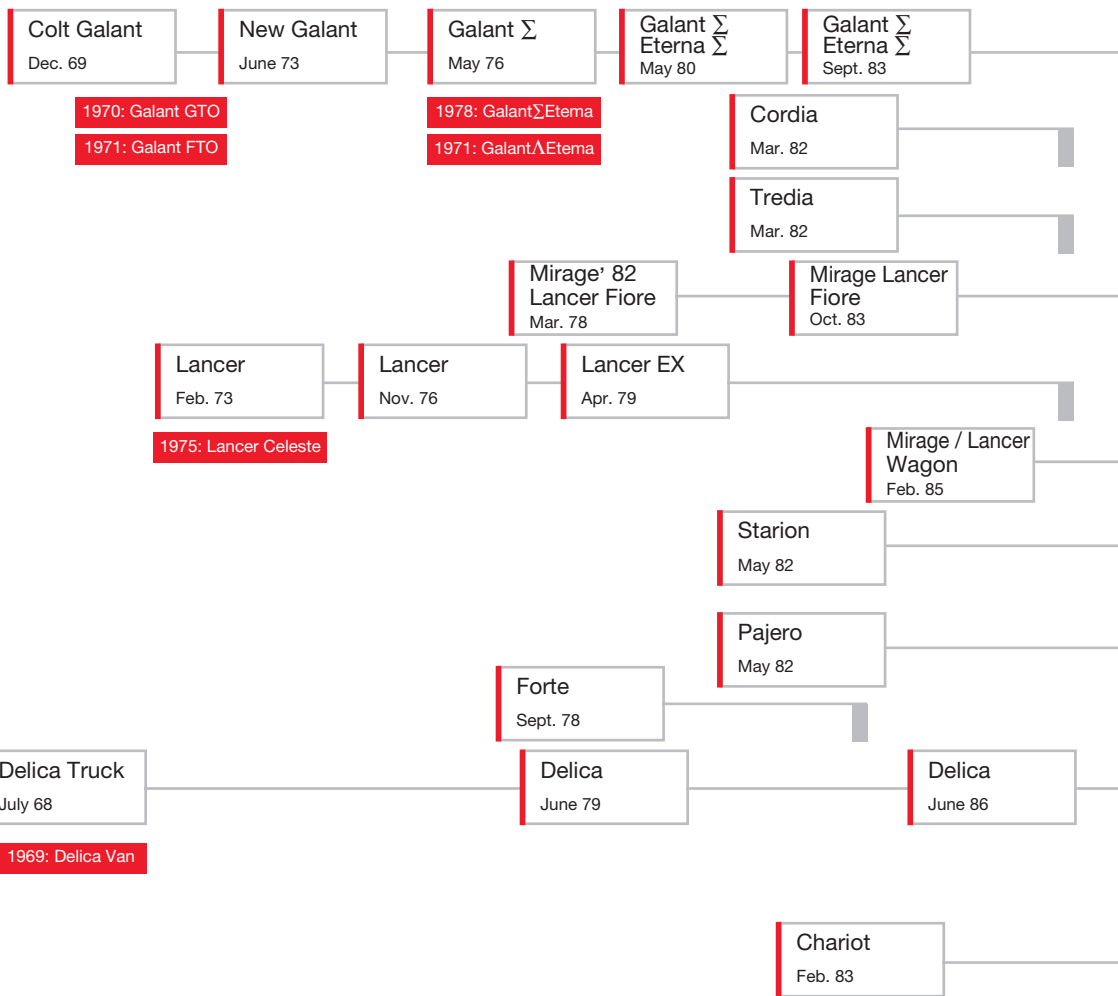 Colt Galant
Dec. 69
New Galant
June 73
Galant Σ
May 76
Galant Σ
Eterna Σ
May 80
Galant Σ
Eterna Σ
Sept. 83
1970: Galant GTO
1971: Galant FTO
1978: GalantΣEtema
1971: GalantΛEtema
Cordia
Mar. 82
Tredia
Mar. 82
Mirage’ 82
Lancer Fiore
Mar. 78
Mirage Lancer
Fiore
Oct. 83
Lancer
Feb. 73
Lancer
Nov. 76
Lancer EX
Apr. 79
1975: Lancer Celeste
Mirage / Lancer
Wagon
Feb. 85
Starion
May 82
Pajero
May 82
Forte
Sept. 78
Delica Truck
July 68
Delica
June 79
Delica
June 86
1969: Delica Van
Chariot
Feb. 83